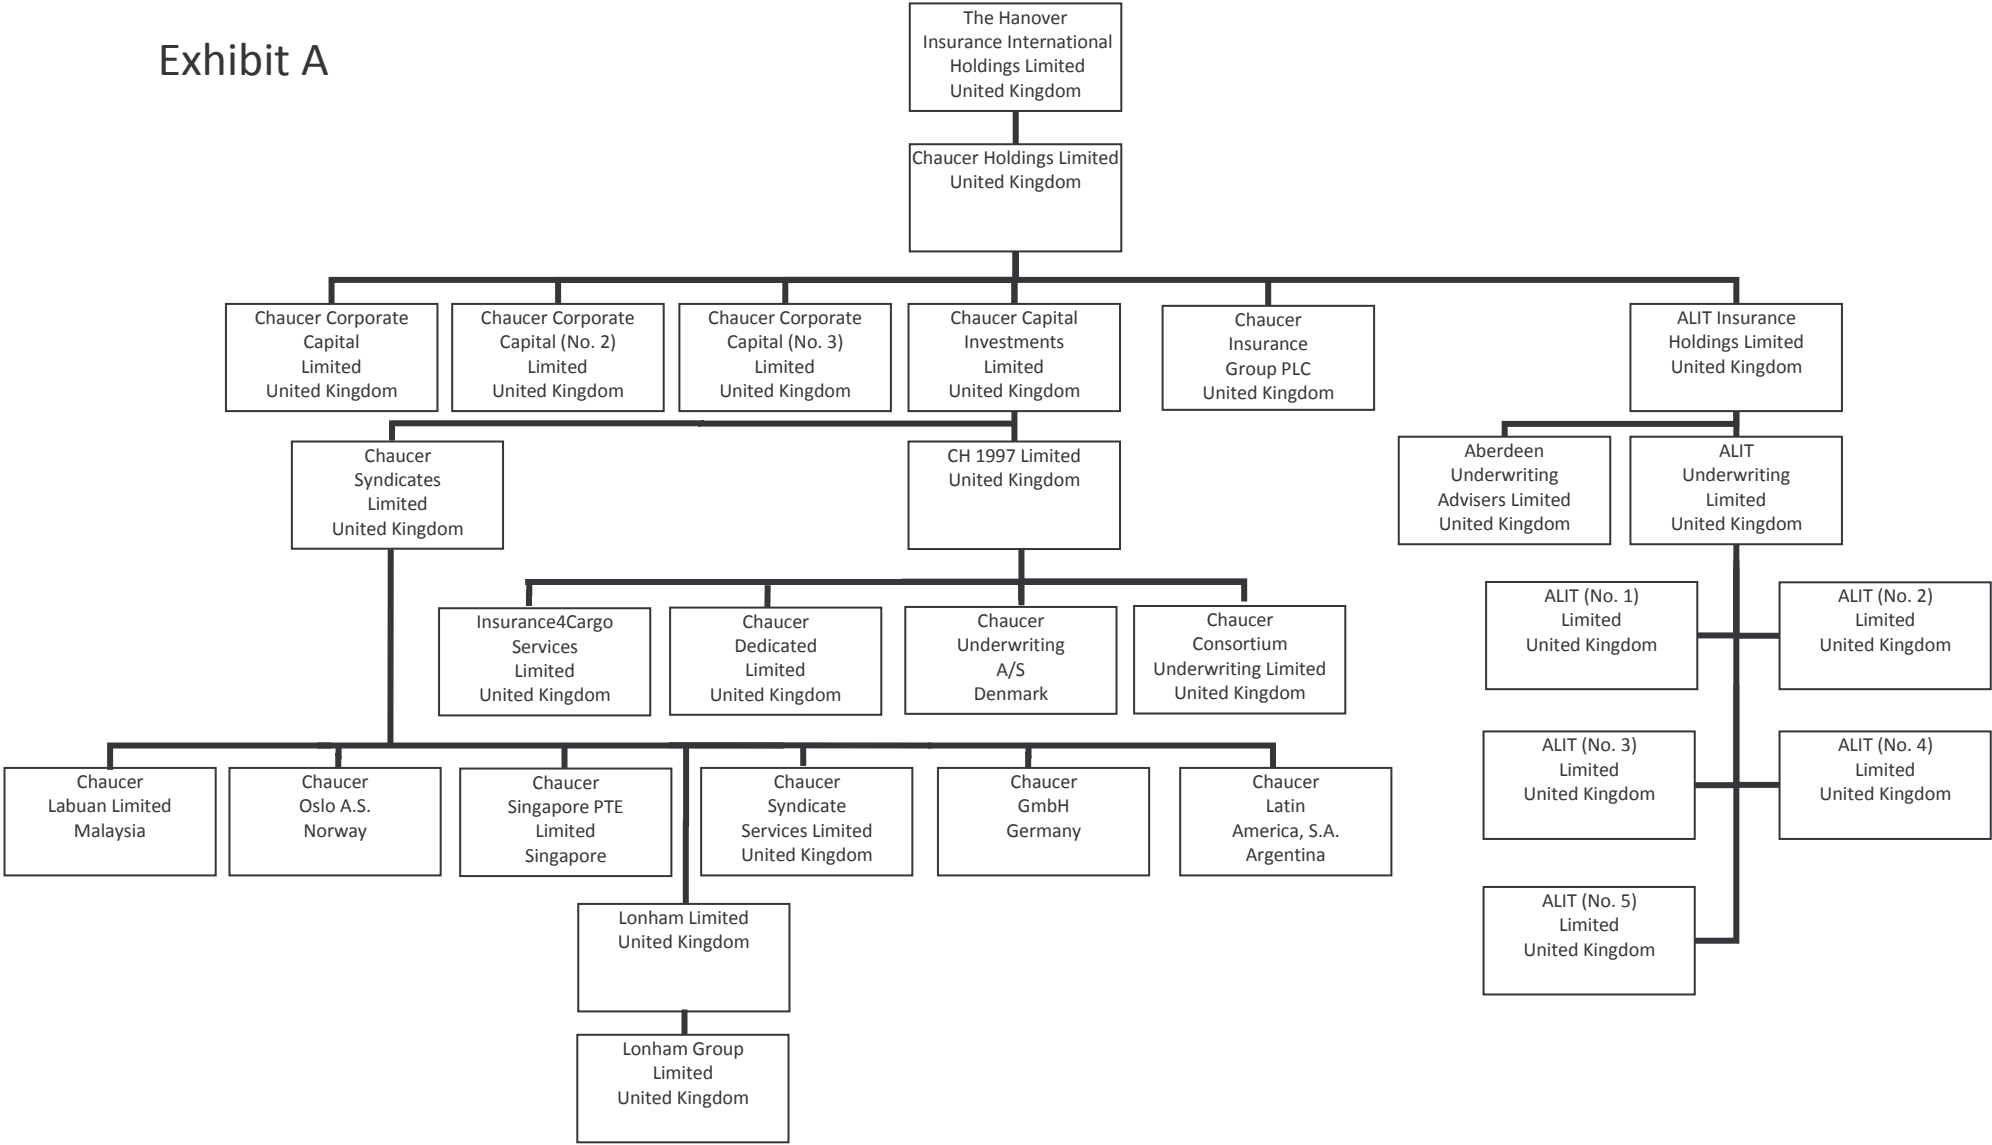 Exhibit A
The Hanover
Insurance International
Holdings Limited
United Kingdom
Chaucer Holdings Limited
United Kingdom
Chaucer Corporate
Capital
Limited
United Kingdom
Chaucer Corporate
Capital (No. 2)
Limited
United Kingdom
Chaucer Corporate
Capital (No. 3)
Limited
United Kingdom
Chaucer Capital
Investments
Limited
United Kingdom
Chaucer
Insurance
Group PLC
United Kingdom
ALIT Insurance
Holdings Limited
United Kingdom
Chaucer
Syndicates
Limited
United Kingdom
CH 1997 Limited
United Kingdom
Aberdeen
Underwriting
Advisers Limited
United Kingdom
ALIT
Underwriting
Limited
United Kingdom
Insurance4Cargo
Services
Limited
United Kingdom
Chaucer
Dedicated
Limited
United Kingdom
Chaucer
Underwriting
A/S
Denmark
Chaucer
Consortium
Underwriting Limited
United Kingdom
ALIT (No. 1)
Limited
United Kingdom
ALIT (No. 2)
Limited
United Kingdom
ALIT (No. 3)
Limited
United Kingdom
ALIT (No. 4)
Limited
United Kingdom
Chaucer
Labuan Limited
Malaysia
Chaucer
Oslo A.S.
Norway
Chaucer
Singapore PTE
Limited
Singapore
Chaucer
Syndicate
Services Limited
United Kingdom
Chaucer
GmbH
Germany
Chaucer
Latin
America, S.A.
Argentina
ALIT (No. 5)
Limited
United Kingdom
Lonham Limited
United Kingdom
Lonham Group
Limited
United Kingdom